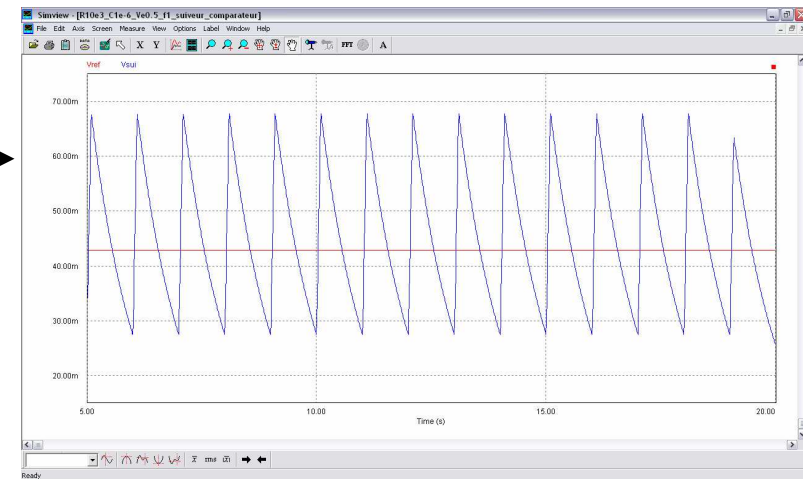 Simview - [R10e3_C1e-6_Ve0.5_f1_suiveur_comparateur]
File Edit Axis Screen Measure View Options Label Window Help
X Y FFT A
Vref Vsui
70.00m
60.00m
50.00m
40.00m
30.00m
20.00m
5.00 10.00 15.00 20.00
Time (s)
x rms |x|
Ready